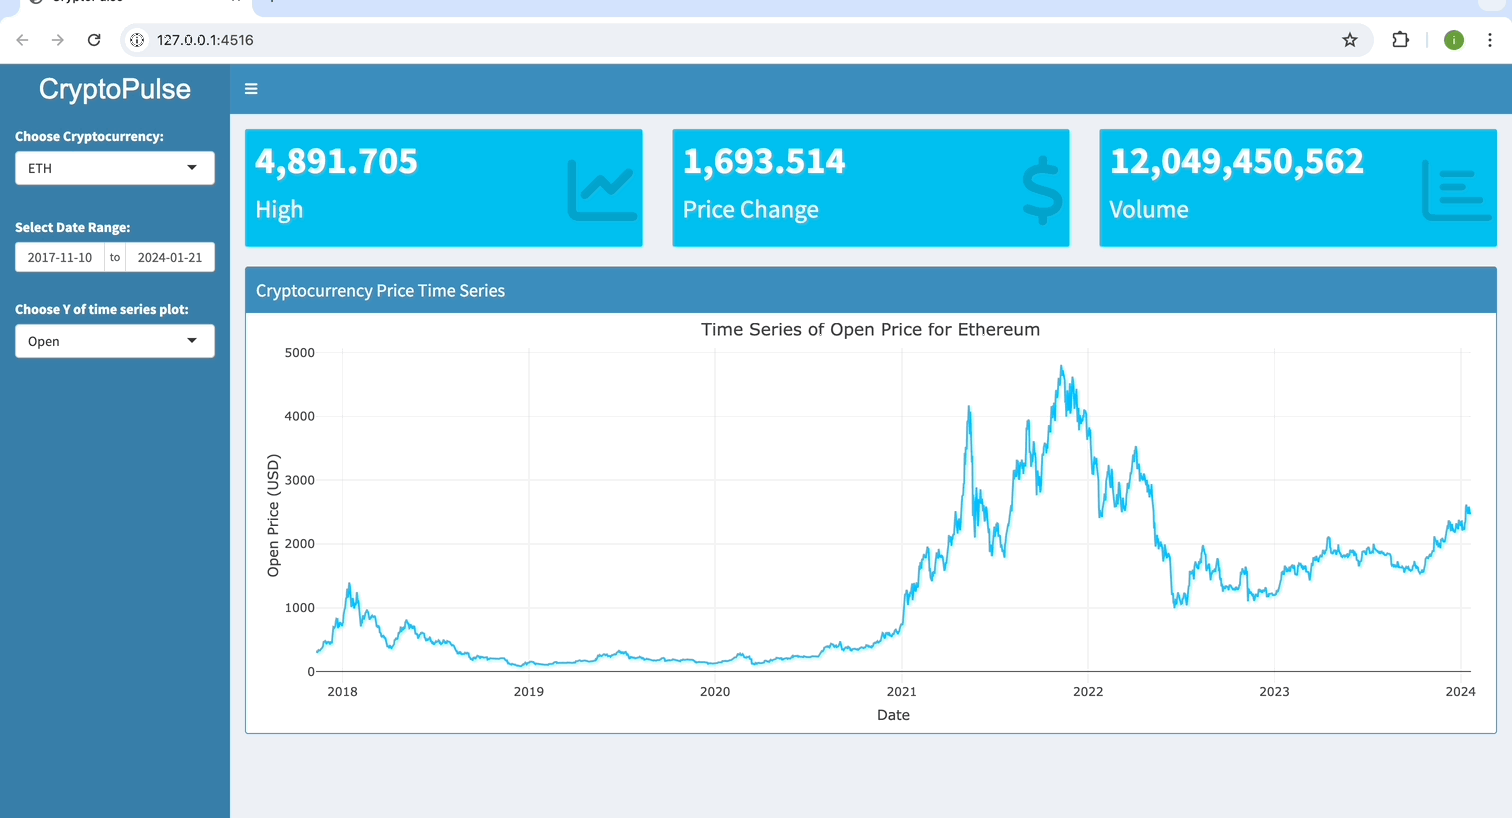 127.0.0.1:4516
i
CryptoPulse
Choose Cryptocurrency:
ETH
Select Date Range:
2017-11-10 to 2024-01-21
Choose Y of time series plot:
Open
4,891.705
High
1,693.514
Price Change
$
12,049,450,562
Volume
Cryptocurrency Price Time Series
Time Series of Open Price for Ethereum
Open Price (USD)
5000
4000
3000
2000
1000
0
2018 2019 2020 2021 2022 2023 2024
Date